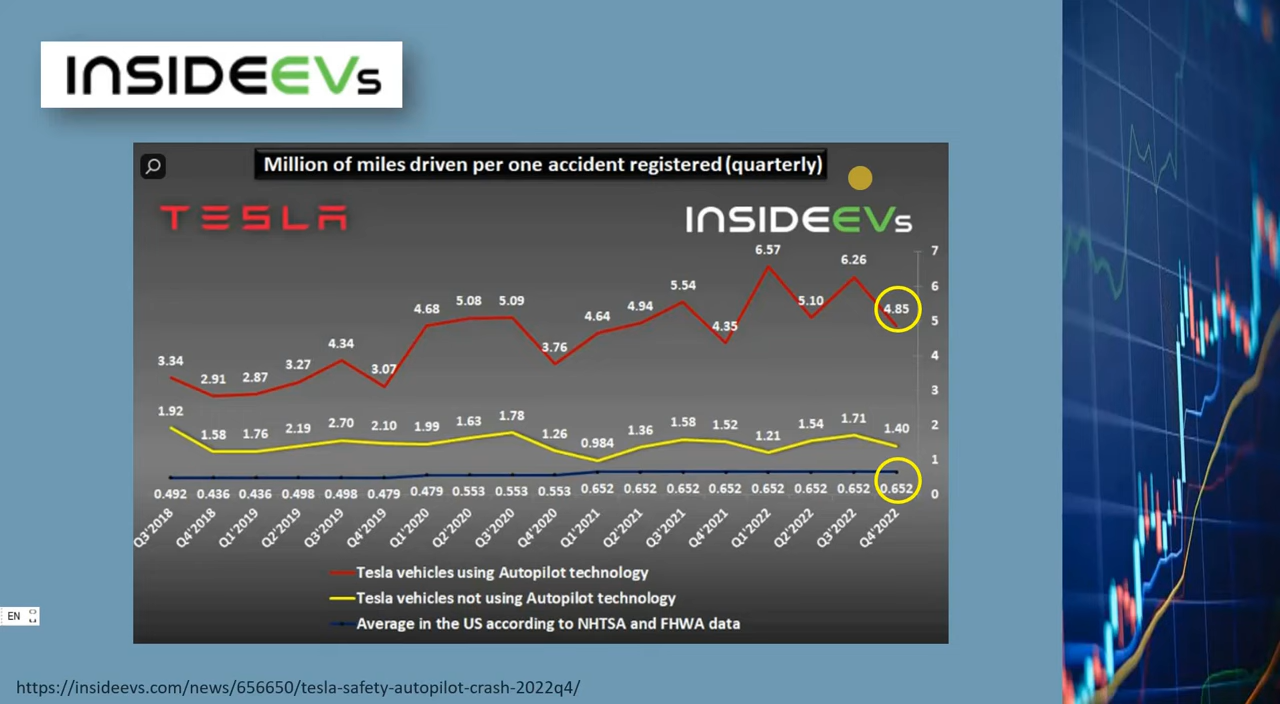 INSIDEEVs
Million of miles driven per one accident registered (quarterly)
TESLA
INSIDEEVs
7
6
5
4
3
2
1
0
3.34 2.91 2.87 3.27 4.34 3.07 4.68 5.08 5.09 3.76 4.64 4.94 5.54 4.35 6.57 5.10 6.26 4.85
1.92 1.58 1.76 2.19 2.70 2.10 1.99 1.63 1.78 1.26 0.984 1.36 1.58 1.52 1.21 1.54 1.71 1.40
0.492 0.436 0.436 0.498 0.498 0.479 0.479 0.553 0.553 0.553 0.652 0.652 0.652 0.652 0.652 0.652 0.652 0.652
Q3'2018 Q4'2018 Q1'2019 Q2'2019 Q3'2019 Q4'2019 Q1'2020 Q2'2020 Q3'2020 Q4'2020 Q1'2021 Q2'2021 Q3'2021 Q4'2021 Q1'2022 Q2'2022 Q3'2022 Q4'2022
Tesla vehicles using Autopilot technology
Tesla vehicles not using Autopilot technology
Average in the US according to NHTSA and FHWA data
EN
https://insideevs.com/news/656650/tesla-safety-autopilot-crash-2022q4/